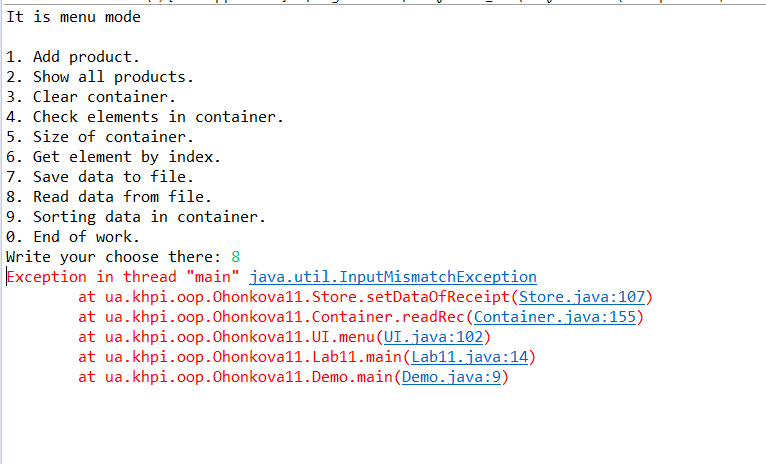 It is menu mode
1. Add product.
2. Show all products.
3. Clear container.
4. Check elements in container.
5. Size of container.
6. Get element by index.
7. Save data to file.
8. Read data from file.
9. Sorting data in container.
0. End of work.
Write your choose there: 8
Exception in thread "main" java.util.InputMismatchException
at ua.khpi.oop.Ohonkova11.Store.setDataOfReceipt(Store.java:107)
at ua.khpi.oop.Ohonkova11.Container.readRec(Container.java:155)
at ua.khpi.oop.Ohonkova11.UI.menu(UI.java:102)
at ua.khpi.oop.Ohonkova11.Lab11.main(Lab11.java:14)
at ua.khpi.oop.Ohonkova11.Demo.main(Demo.java:9)